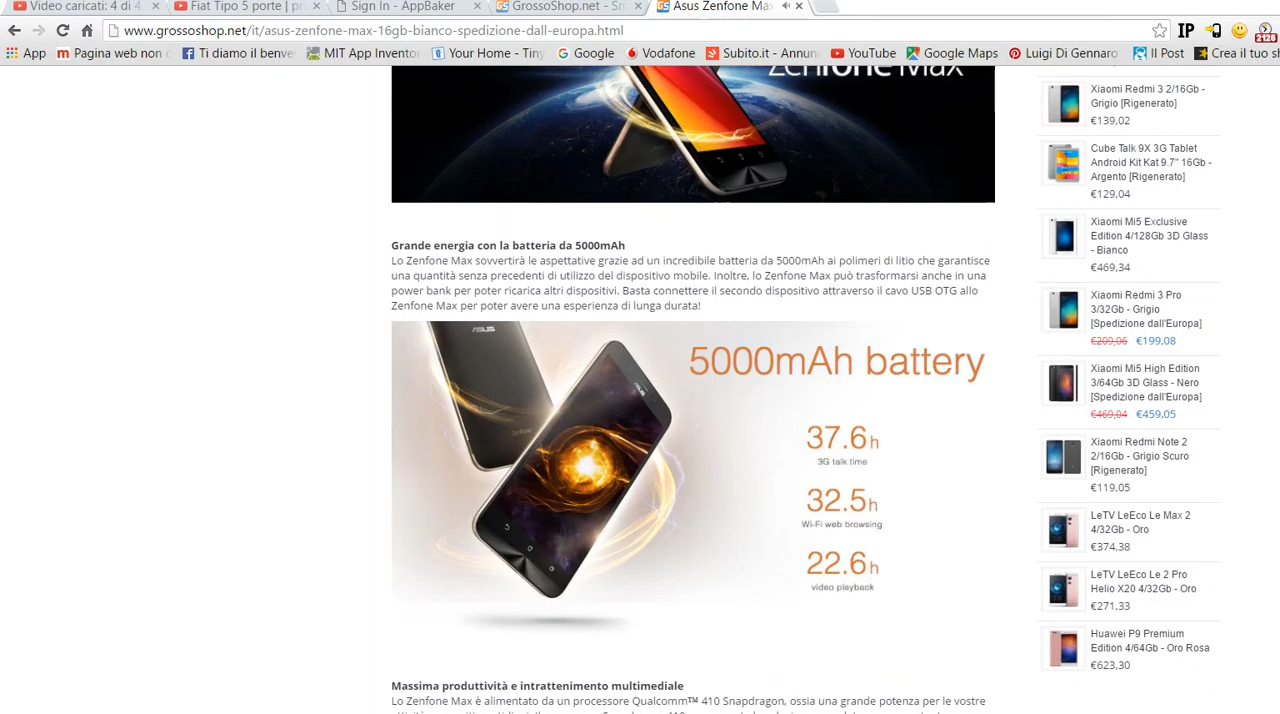 Video caricati: 4 di 4
Fiat Tipo 5 porte | pr
Sign In - AppBaker
GrossoShop.net - Sm
Asus Zenfone Max
www.grossoshop.net/it/asus-zenfone-max-16gb-bianco-spedizione-dall-europa.html
IP
App
Pagina web non
Ti diamo il benve
MIT App Inventor
Your Home - Tiny
Google
Vodafone
Subito.it - Annun
YouTube
Google Maps
Luigi Di Gennaro
Il Post
Crea il tuo s
Zenfone Max
Grande energia con la batteria da 5000mAh
Lo Zenfone Max sovvertirà le aspettative grazie ad un incredibile batteria da 5000mAh ai polimeri di litio che garantisce
una quantità senza precedenti di utilizzo del dispositivo mobile. Inoltre, lo Zenfone Max può trasformarsi anche in una
power bank per poter ricarica altri dispositivi. Basta connettere il secondo dispositivo attraverso il cavo USB OTG allo
Zenfone Max per poter avere una esperienza di lunga durata!
ASUS
ASUS
5000mAh battery
37.6h
3G talk time
32.5h
Wi-Fi web browsing
22.6h
video playback
Massima produttività e intrattenimento multimediale
Lo Zenfone Max è alimentato da un processore Qualcomm™ 410 Snapdragon, ossia una grande potenza per le vostre
Xiaomi Redmi 3 2/16Gb -
Grigio [Rigenerato]
€139,02
Cube Talk 9X 3G Tablet
Android Kit Kat 9.7" 16Gb -
Argento [Rigenerato]
€129,04
Xiaomi Mi5 Exclusive
Edition 4/128Gb 3D Glass
- Bianco
€469,34
Xiaomi Redmi 3 Pro
3/32Gb - Grigio
[Spedizione dall'Europa]
€209,06 €199,08
Xiaomi Mi5 High Edition
3/64Gb 3D Glass - Nero
[Spedizione dall'Europa]
€469,04 €459,05
Xiaomi Redmi Note 2
2/16Gb - Grigio Scuro
[Rigenerato]
€119,05
LeTV LeEco Le Max 2
4/32Gb - Oro
€374,38
LeTV LeEco Le 2 Pro
Helio X20 4/32Gb - Oro
€271,33
Huawei P9 Premium
Edition 4/64Gb - Oro Rosa
€623,30